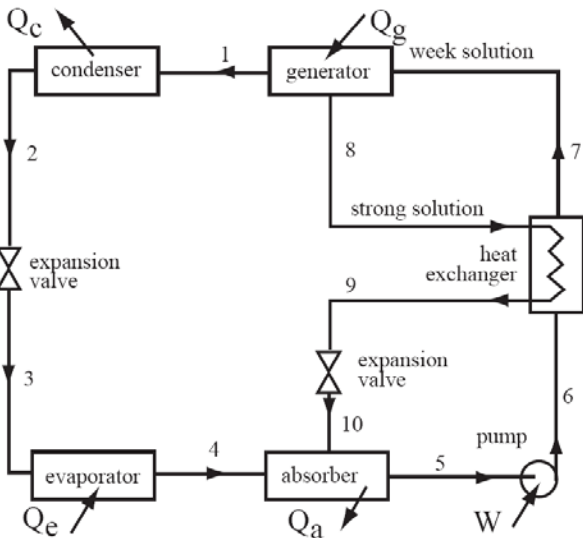 Qc
Qg
condenser
1
generator
week solution
2
8
7
strong solution
expansion
valve
heat
exchanger
9
3
expansion
valve
6
10
pump
4
5
evaporator
absorber
Qe
Qa
W